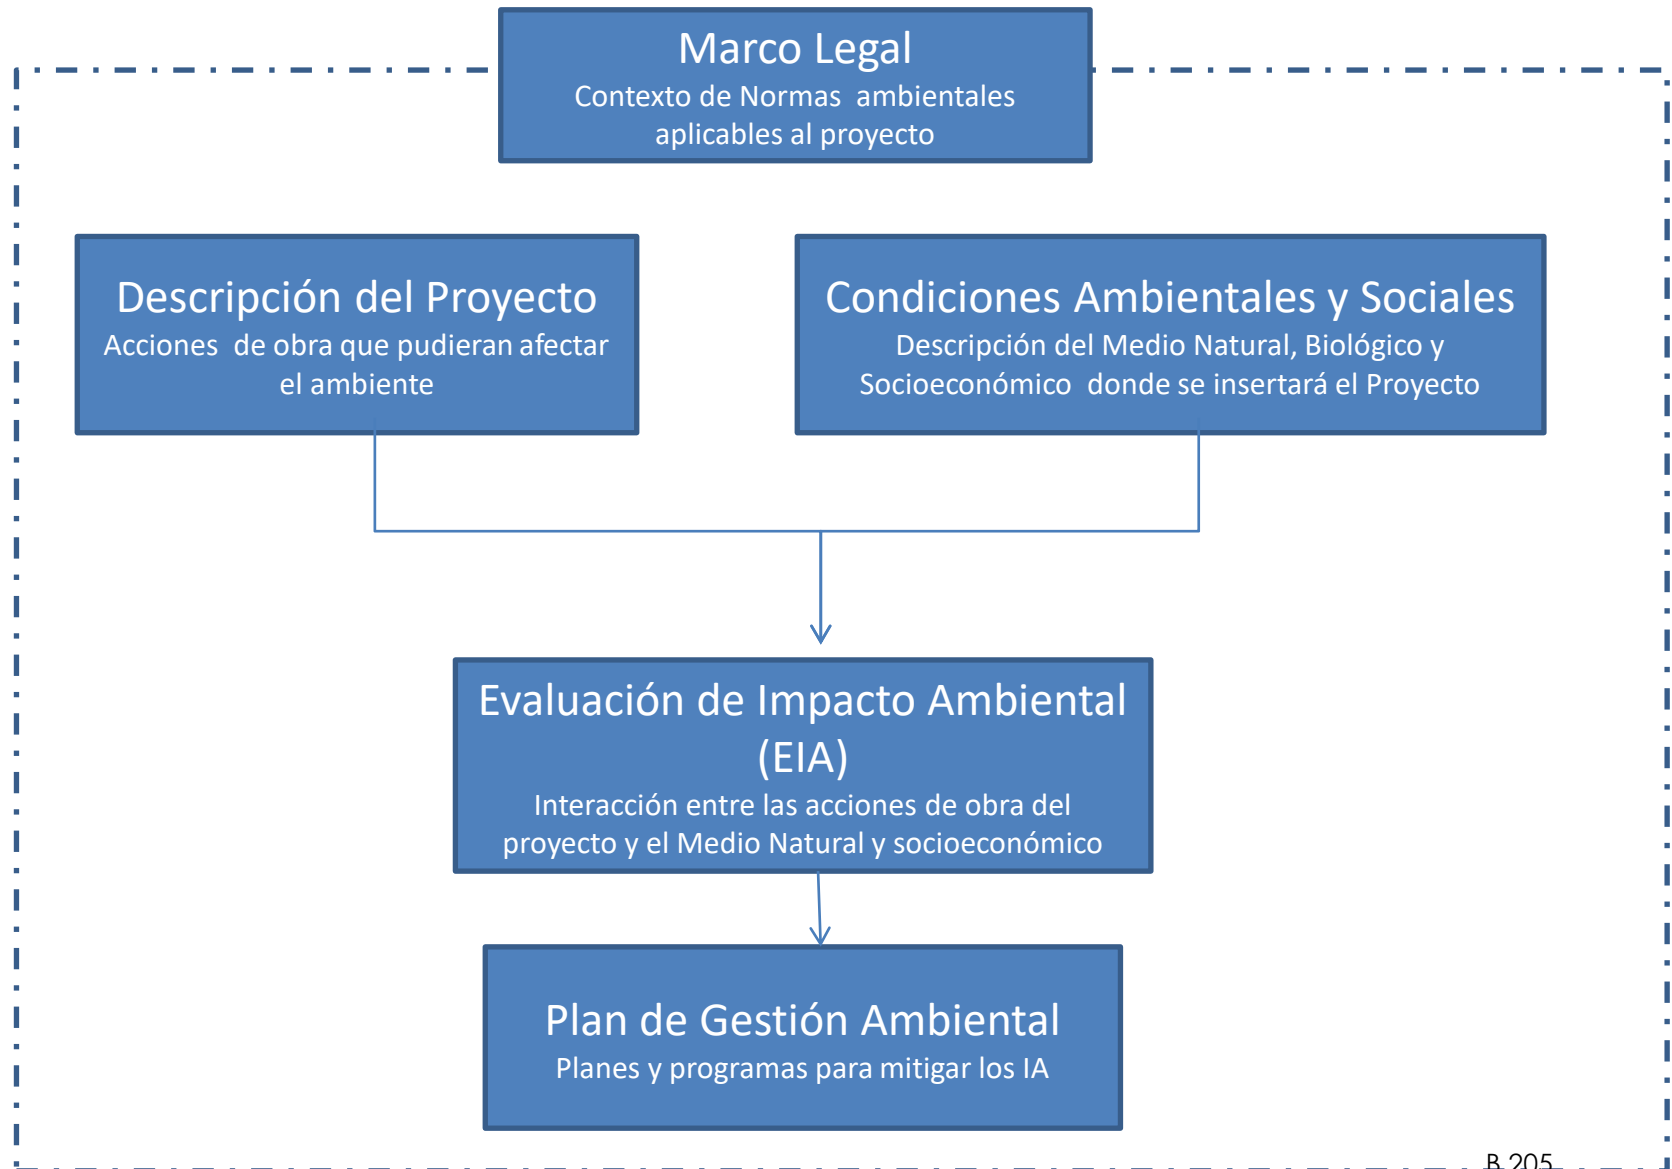 Marco Legal
Contexto de Normas ambientales
aplicables al proyecto
Descripción del Proyecto
Acciones de obra que pudieran afectar
el ambiente
Condiciones Ambientales y Sociales
Descripción del Medio Natural, Biológico y
Socioeconómico donde se insertará el Proyecto
Evaluación de Impacto Ambiental
(EIA)
Interacción entre las acciones de obra del
proyecto y el Medio Natural y socioeconómico
Plan de Gestión Ambiental
Planes y programas para mitigar los IA
B.205